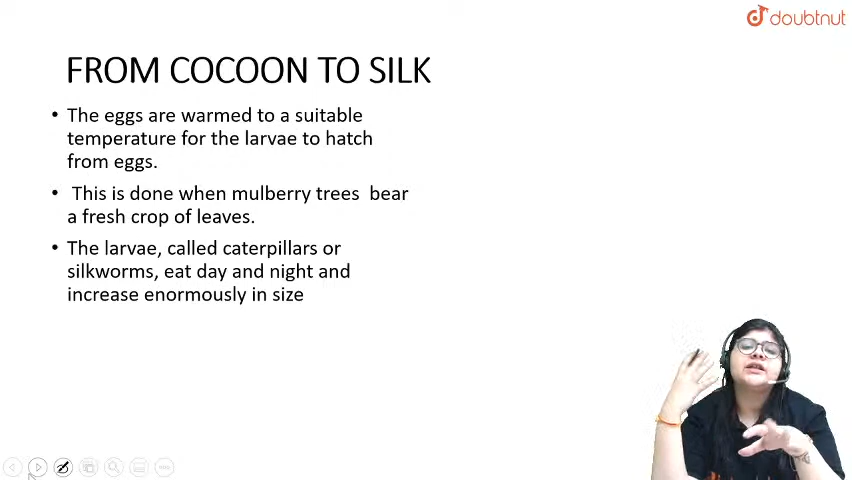 doubtnut
FROM COCOON TO SILK
• The eggs are warmed to a suitable
temperature for the larvae to hatch
from eggs.
• This is done when mulberry trees bear
a fresh crop of leaves.
• The larvae, called caterpillars or
silkworms, eat day and night and
increase enormously in size